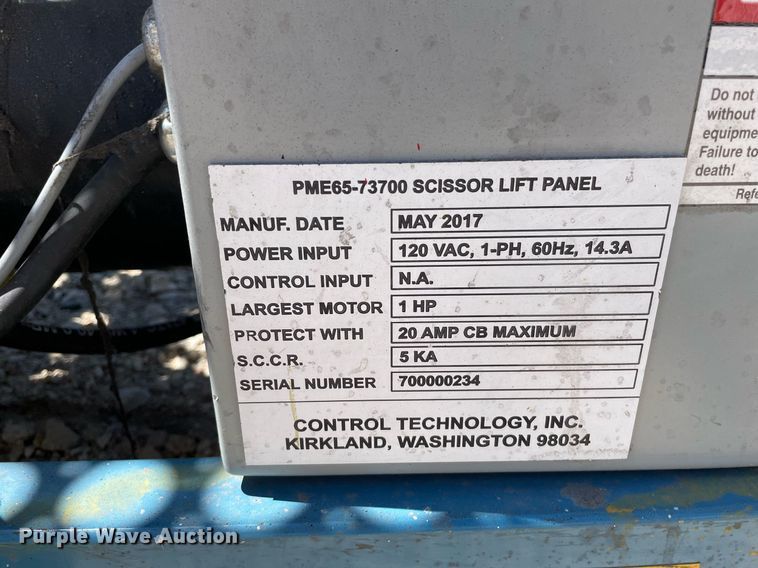 Do not
without
equipme
Failure to
death!
Refe
PME65-73700 SCISSOR LIFT PANEL
MANUF. DATE MAY 2017
POWER INPUT 120 VAC, 1-PH, 60Hz, 14.3A
CONTROL INPUT N.A.
LARGEST MOTOR 1 HP
PROTECT WITH 20 AMP CB MAXIMUM
S.C.C.R. 5 KA
SERIAL NUMBER 700000234
CONTROL TECHNOLOGY, INC.
KIRKLAND, WASHINGTON 98034
Purple Wave Auction